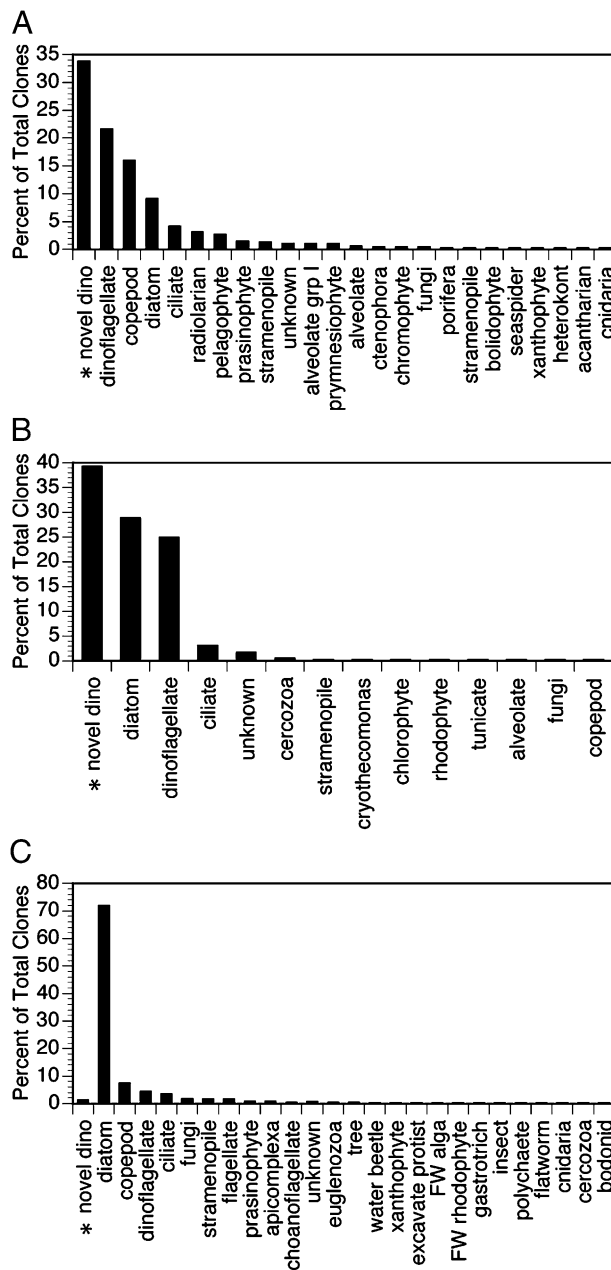 A
Percent of Total Clones
35
30
25
20
15
10
5
0
* novel dino
dinoflagellate
copepod
diatom
ciliate
radiolarian
pelagophyte
prasinophyte
stramenopile
unknown
alveolate grp I
prymnesiophyte
alveolate
ctenophora
chromophyte
fungi
porifera
stramenopile
bolidophyte
seaspider
xanthophyte
heterokont
acantharian
cnidaria
B
Percent of Total Clones
40
35
30
25
20
15
10
5
0
* novel dino
diatom
dinoflagellate
ciliate
unknown
cercozoa
stramenopile
cryothecomonas
chlorophyte
rhodophyte
tunicate
alveolate
fungi
copepod
C
Percent of Total Clones
80
70
60
50
40
30
20
10
0
* novel dino
diatom
copepod
dinoflagellate
ciliate
fungi
stramenopile
flagellate
prasinophyte
apicomplexa
choanoflagellate
unknown
euglenozoa
tree
water beetle
xanthophyte
excavate protist
FW alga
FW rhodophyte
gastrotrich
insect
polychaete
flatworm
cnidaria
cercozoa
bodonid